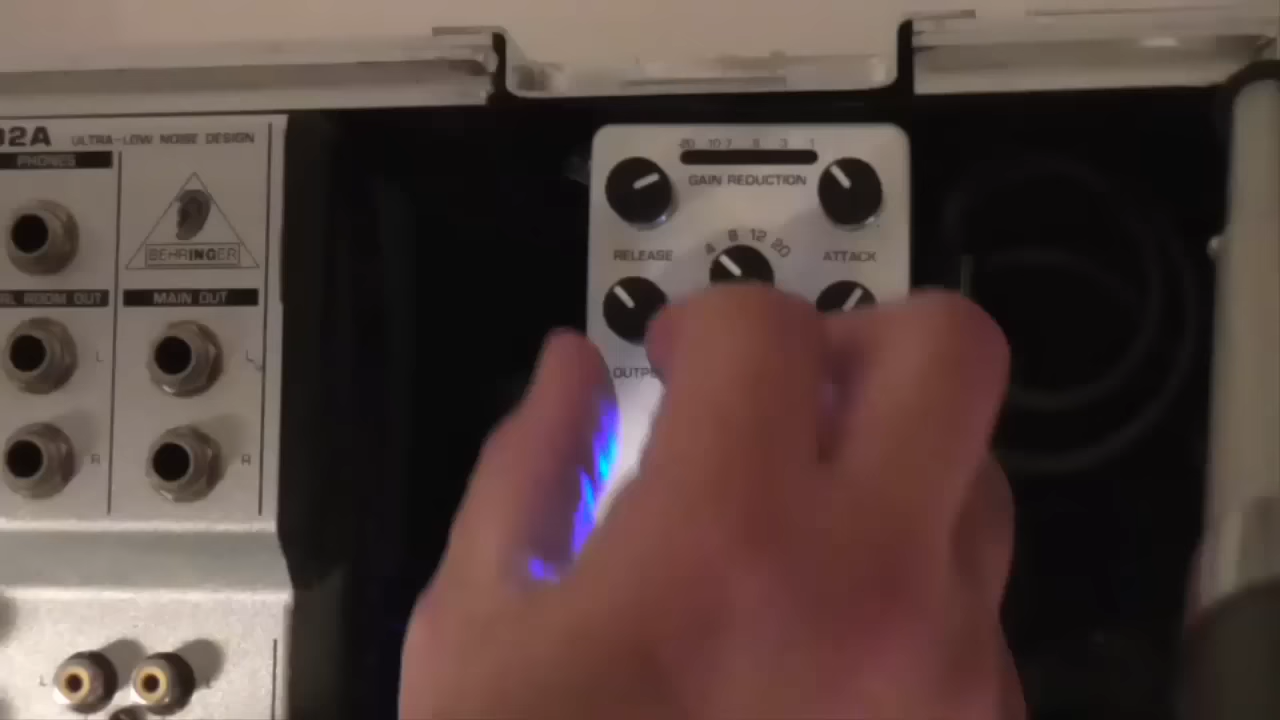 02A ULTRA-LOW NOISE DESIGN
PHONES
BEHRINGER
ROOM OUT
MAIN OUT
L
L
R
R
L
20 10 7 3 1
GAIN REDUCTION
4 8 12 20
RELEASE
ATTACK